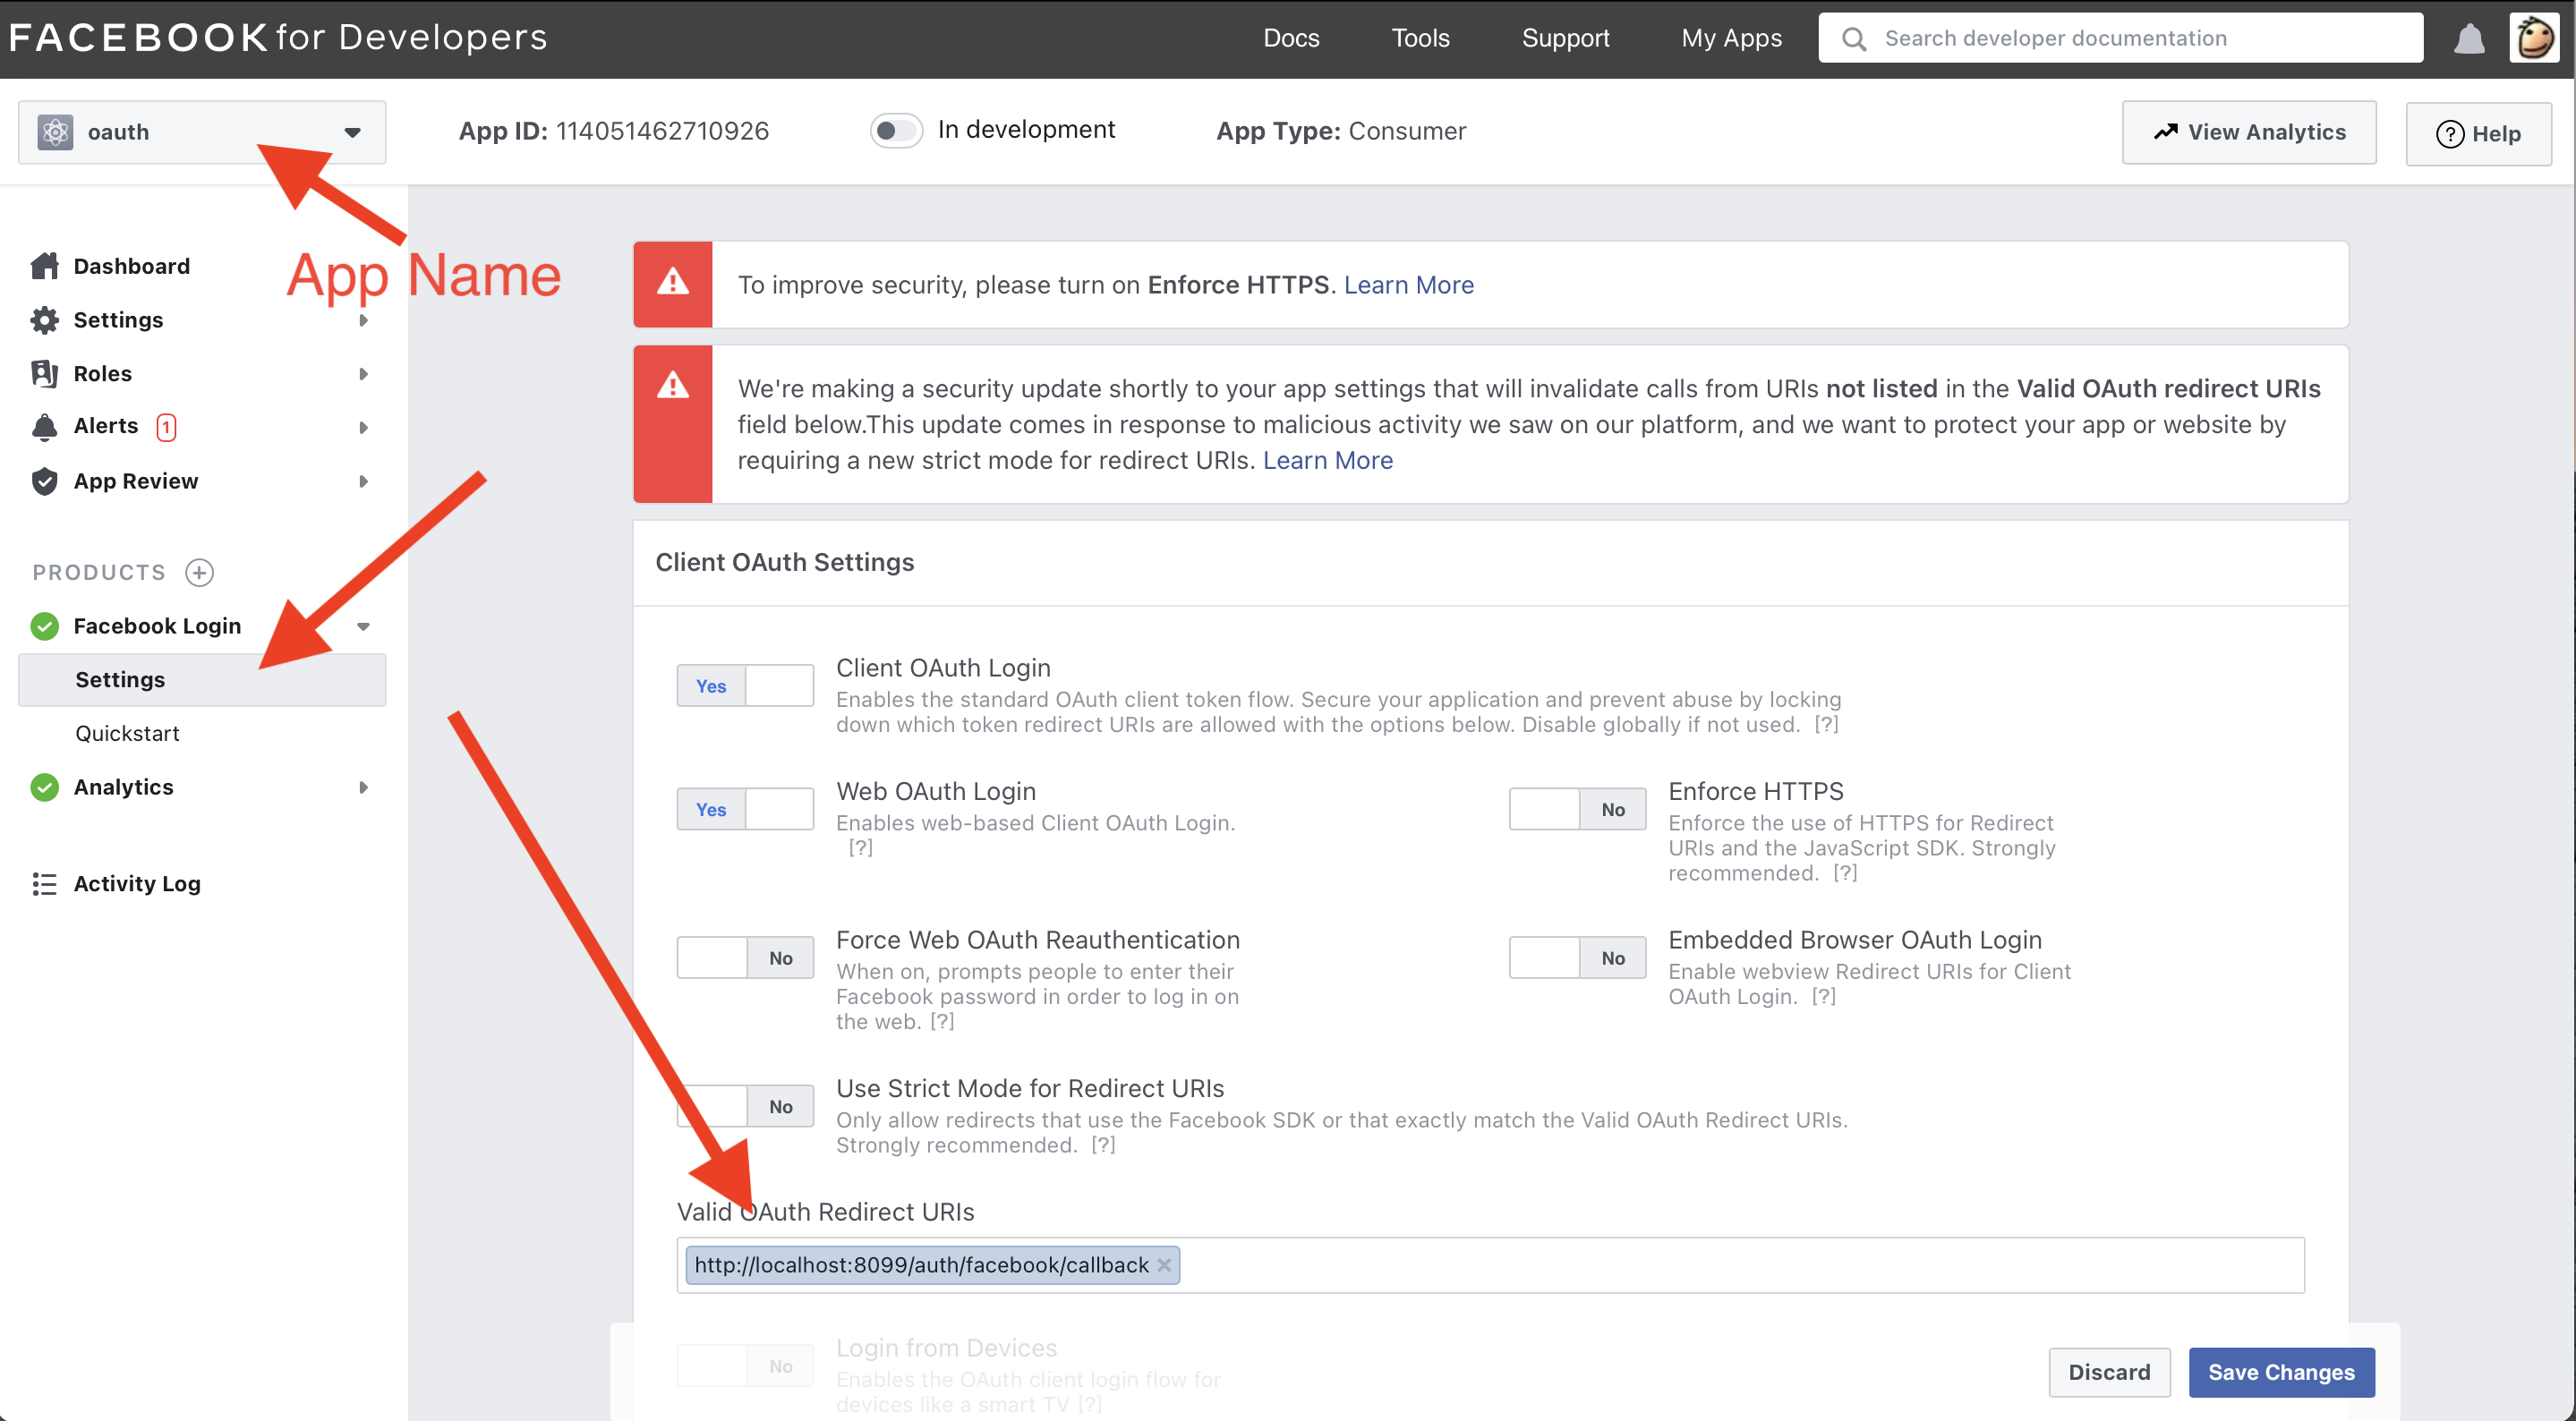 FACEBOOK for Developers
Docs
Tools
Support
My Apps
Search developer documentation
oauth
App ID: 114051462710926
In development
App Type: Consumer
View Analytics
Help
App Name
Dashboard
Settings
Roles
Alerts 1
App Review
PRODUCTS
Facebook Login
Settings
Quickstart
Analytics
Activity Log
To improve security, please turn on Enforce HTTPS. Learn More
We're making a security update shortly to your app settings that will invalidate calls from URIs not listed in the Valid OAuth redirect URIs
field below.This update comes in response to malicious activity we saw on our platform, and we want to protect your app or website by
requiring a new strict mode for redirect URIs. Learn More
Client OAuth Settings
Yes
Client OAuth Login
Enables the standard OAuth client token flow. Secure your application and prevent abuse by locking
down which token redirect URIs are allowed with the options below. Disable globally if not used. [?]
Yes
Web OAuth Login
Enables web-based Client OAuth Login.
[?]
No
Enforce HTTPS
Enforce the use of HTTPS for Redirect
URIs and the JavaScript SDK. Strongly
recommended. [?]
No
Force Web OAuth Reauthentication
When on, prompts people to enter their
Facebook password in order to log in on
the web. [?]
No
Embedded Browser OAuth Login
Enable webview Redirect URIs for Client
OAuth Login. [?]
No
Use Strict Mode for Redirect URIs
Only allow redirects that use the Facebook SDK or that exactly match the Valid OAuth Redirect URIs.
Strongly recommended. [?]
Valid OAuth Redirect URIs
http://localhost:8099/auth/facebook/callback
No
Login from Devices
Enables the OAuth client login flow for
devices like a smart TV [?]
Discard
Save Changes